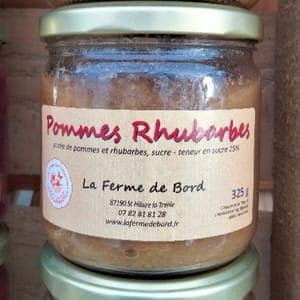 Pommes Rhubarbes
purée de pommes et rhubarbes, sucre - teneur en sucre 25%
La Ferme de Bord
325 g
87190 St Hilaire la Treille
07 82 81 81 28
www.lafermedebord.fr